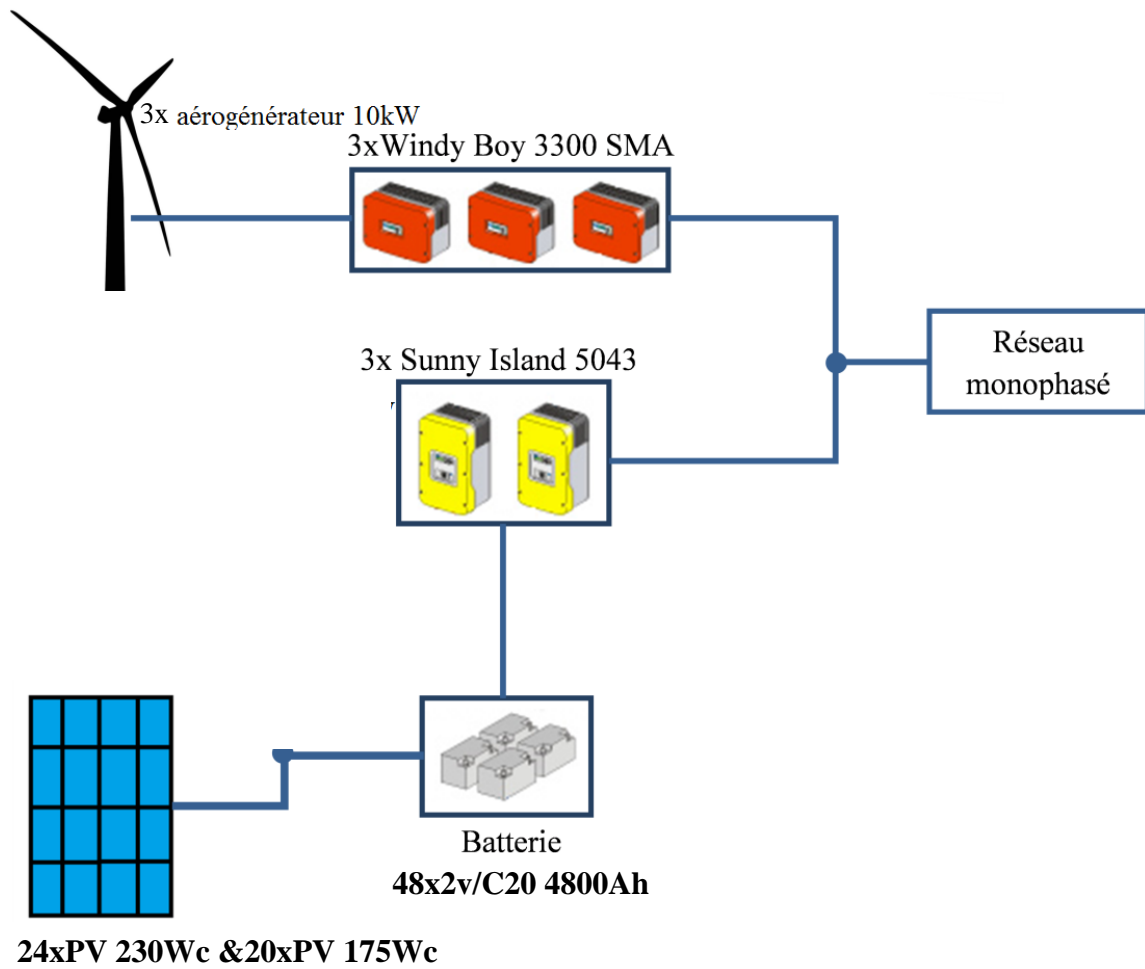 3x aérogénérateur 10kW
3xWindy Boy 3300 SMA
Réseau
monophasé
3x Sunny Island 5043
Batterie
48x2v/C20 4800Ah
24xPV 230Wc &20xPV 175Wc